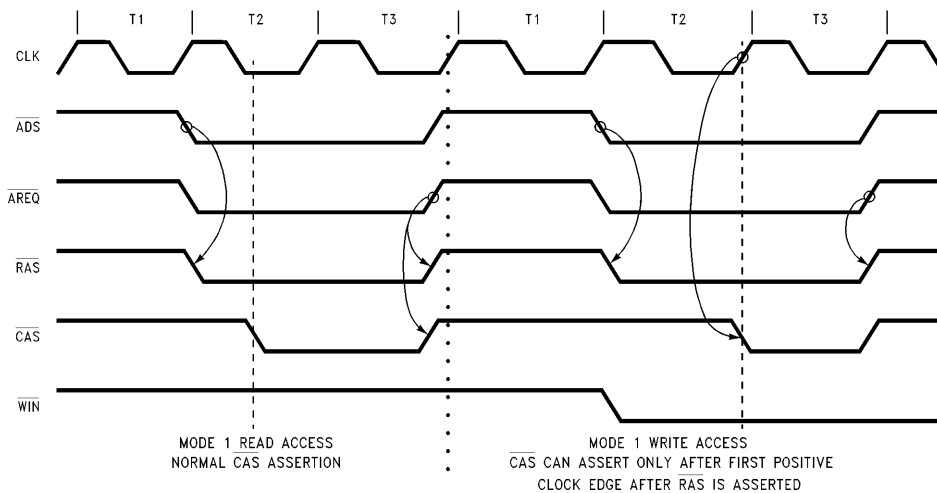 T1 T2 T3 T1 T2 T3
CLK
ADS
AREQ
RAS
CAS
WIN
MODE 1 READ ACCESS
NORMAL CAS ASSERTION
MODE 1 WRITE ACCESS
CAS CAN ASSERT ONLY AFTER FIRST POSITIVE
CLOCK EDGE AFTER RAS IS ASSERTED